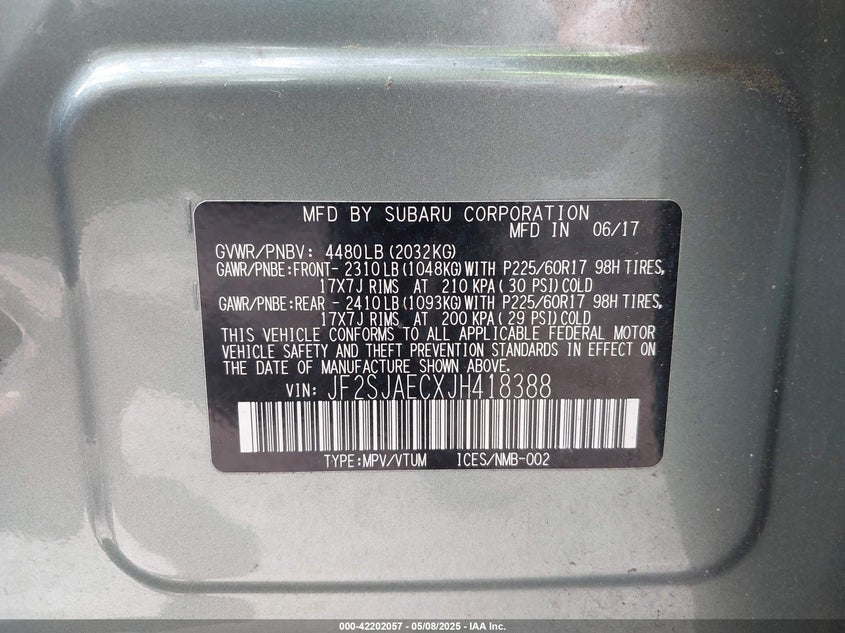 MFD BY SUBARU CORPORATION
MFD IN 06/17
GVWR/PNBV: 4480LB (2032KG)
GAWR/PNBE:FRONT- 2310 LB (1048KG) WITH P225/60R17 98H TIRES,
17X7J RIMS AT 210 KPA (30 PSI) COLD
GAWR/PNBE:REAR - 2410 LB (1093KG) WITH P225/60R17 98H TIRES,
17X7J RIMS AT 200 KPA (29 PSI) COLD
THIS VEHICLE CONFORMS TO ALL APPLICABLE FEDERAL MOTOR
VEHICLE SAFETY AND THEFT PREVENTION STANDARDS IN EFFECT ON
THE DATE OF MANUFACTURE SHOWN ABOVE.
VIN: JF2SJAECXJH418388
TYPE:MPV/VTUM ICES/NMB-002
000-42202057 - 05/08/2025 - IAA Inc.